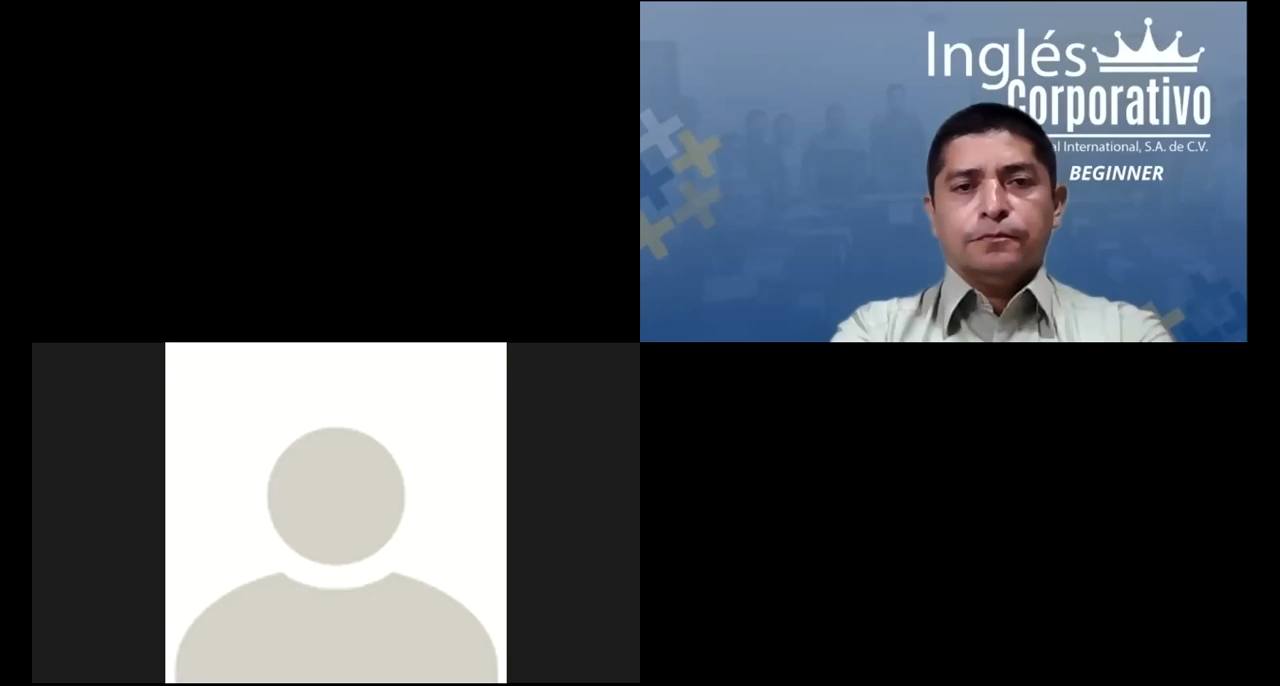 Inglés
Corporativo
al International, S.A. de C.V.
BEGINNER